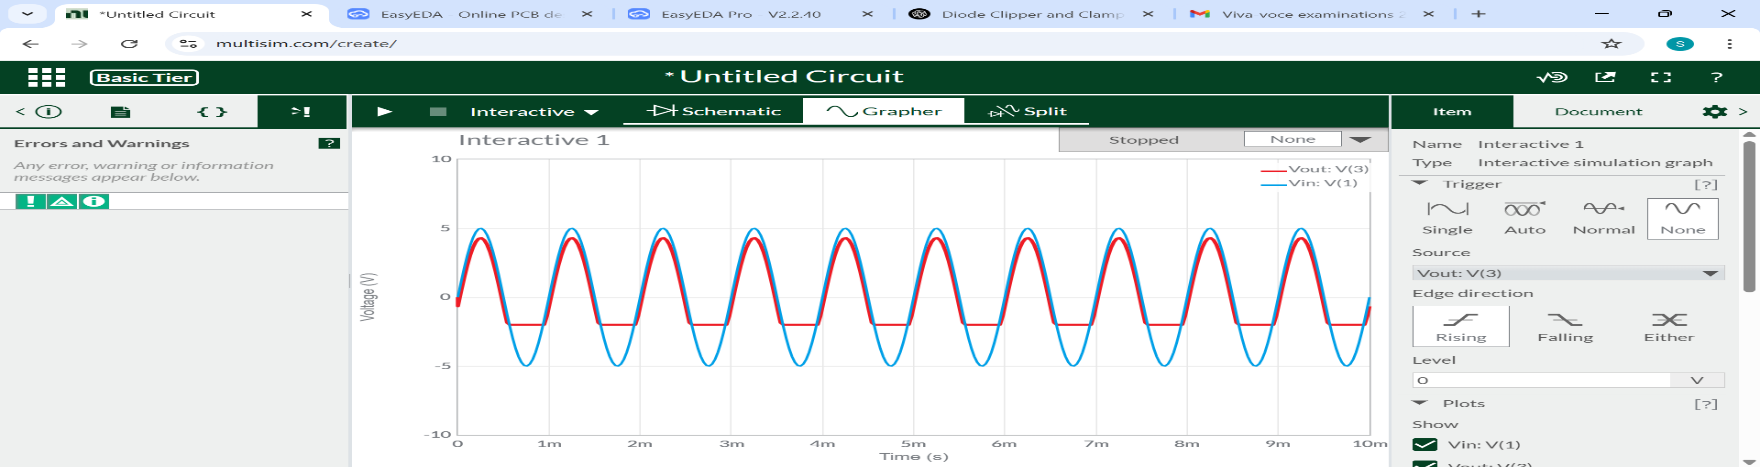 *Untitled Circuit
EasyEDA - Online PCB de
EasyEDA Pro - V2.2.40
Diode Clipper and Clamp
Viva-voce examinations 2
multisim.com/create/
S
Basic Tier
* Untitled Circuit
?
Interactive
Schematic
Grapher
Split
Item
Document
Errors and Warnings
?
Any error, warning or information
messages appear below.
Interactive 1
Stopped
None
Vout: V(3)
Vin: V(1)
10
5
0
-5
-10
Voltage (V)
0 1m 2m 3m 4m 5m 6m 7m 8m 9m 10m
Time (s)
Name Interactive 1
Type Interactive simulation graph
Trigger [?]
Single Auto Normal None
Source
Vout: V(3)
Edge direction
Rising Falling Either
Level
0 V
Plots [?]
Show
Vin: V(1)